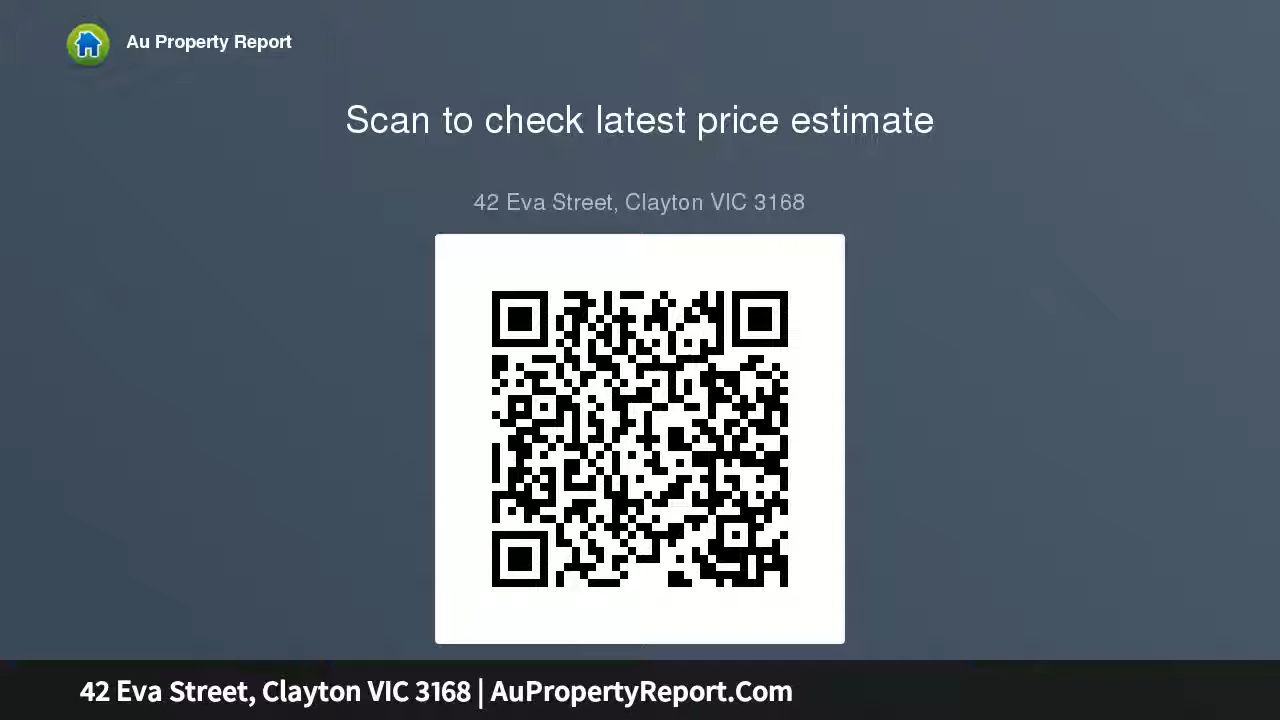 Au Property Report
Scan to check latest price estimate
42 Eva Street, Clayton VIC 3168
42 Eva Street, Clayton VIC 3168 | AuPropertyReport.Com